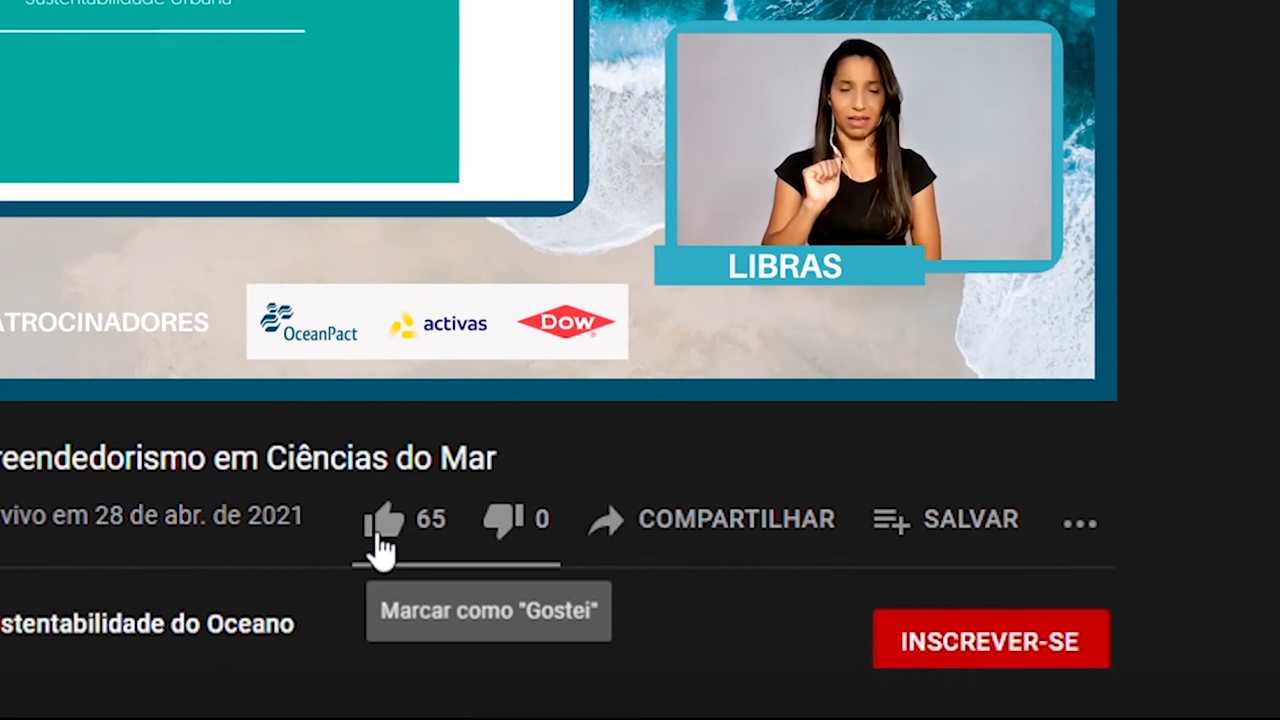 Sustentabilidade Urbana
LIBRAS
ATROCINADORES
OceanPact
activas
Dow
reendedorismo em Ciências do Mar
vivo em 28 de abr. de 2021
65
0
COMPARTILHAR
SALVAR
Marcar como "Gostei"
stentabilidade do Oceano
INSCREVER-SE